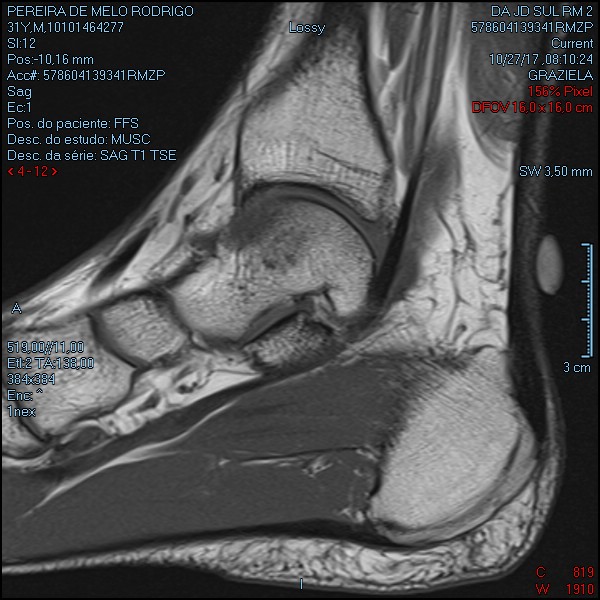 PEREIRA DE MELO RODRIGO
31Y,M,10101464277
Sl:12
Pos:-10,16 mm
Acc#: 578604139341RMZP
Sag
Ec:1
Pos. do paciente: FFS
Desc. do estudo: MUSC
Desc. da série: SAG T1 TSE
< 4 - 12 >
Lossy
DA JD SUL RM 2
578604139341RMZP
Current
10/27/17 ,08:10:24
GRAZIELA
156% Pixel
DFOV 16,0 x 16,0 cm
SW 3,50 mm
A
519,00//11,00
Etl:2 TA:138.00
384x384
Enc: ^
1nex
3 cm
I
C 819
W 1910